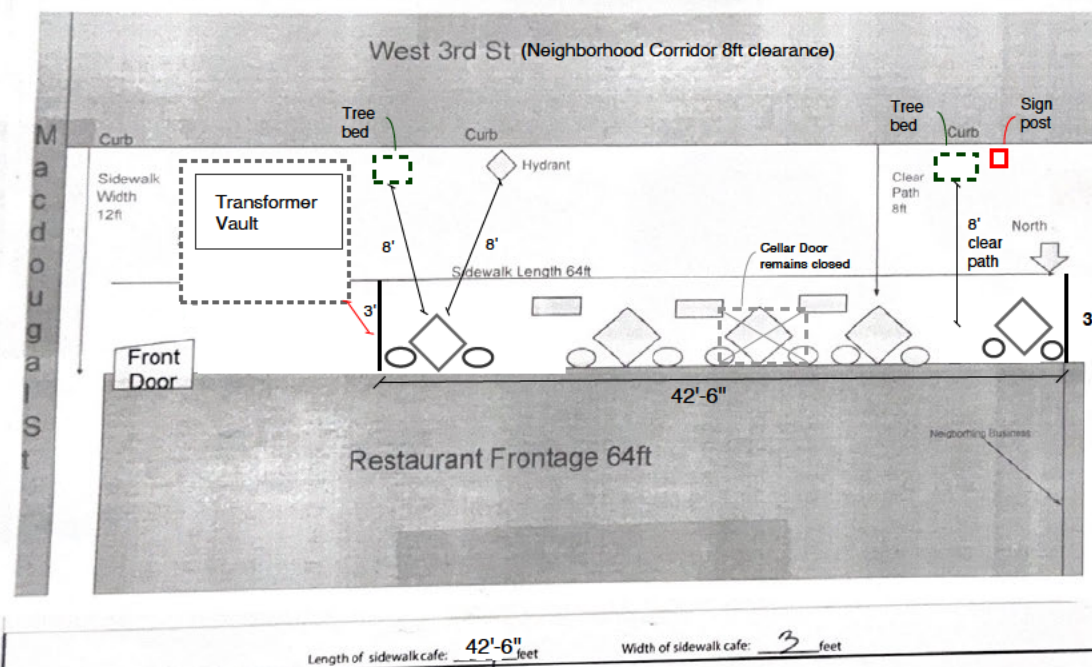 West 3rd St (Neighborhood Corridor 8ft clearance)
Macdougal St
Tree
bed
Tree
bed
Sign
post
Curb
Curb
Curb
Hydrant
Sidewalk
Width
12ft
Transformer
Vault
Clear
Path
8ft
8'
8'
8'
clear
path
North
Cellar Door
remains closed
Sidewalk Length 64ft
3'
3
Front
Door
42'-6"
Neighboring Business
Restaurant Frontage 64ft
Length of sidewalk cafe: 42'-6" feet
Width of sidewalk cafe: 3 feet